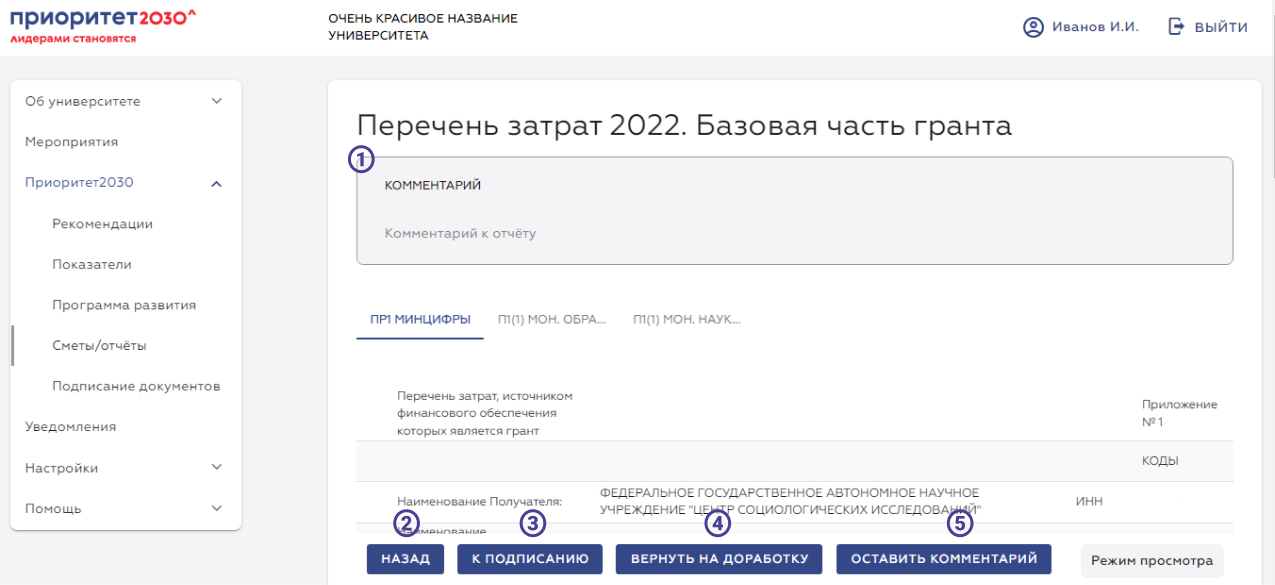 приоритет2030^
лидерами становятся
ОЧЕНЬ КРАСИВОЕ НАЗВАНИЕ
УНИВЕРСИТЕТА
Иванов И.И.
ВЫЙТИ
Об университете
Мероприятия
Приоритет2030
Рекомендации
Показатели
Программа развития
Сметы/отчёты
Подписание документов
Уведомления
Настройки
Помощь
Перечень затрат 2022. Базовая часть гранта
1
КОММЕНТАРИЙ
Комментарий к отчёту
ПР1 МИНЦИФРЫ
П1(1) МОН. ОБРА...
П1(1) МОН. НАУК...
Перечень затрат, источником
финансового обеспечения
которых является грант
Приложение
№ 1
КОДЫ
Наименование Получателя:
ФЕДЕРАЛЬНОЕ ГОСУДАРСТВЕННОЕ АВТОНОМНОЕ НАУЧНОЕ
УЧРЕЖДЕНИЕ "ЦЕНТР СОЦИОЛОГИЧЕСКИХ ИССЛЕДОВАНИЙ"
ИНН
Наименование
2
3
4
5
НАЗАД
К ПОДПИСАНИЮ
ВЕРНУТЬ НА ДОРАБОТКУ
ОСТАВИТЬ КОММЕНТАРИЙ
Режим просмотра